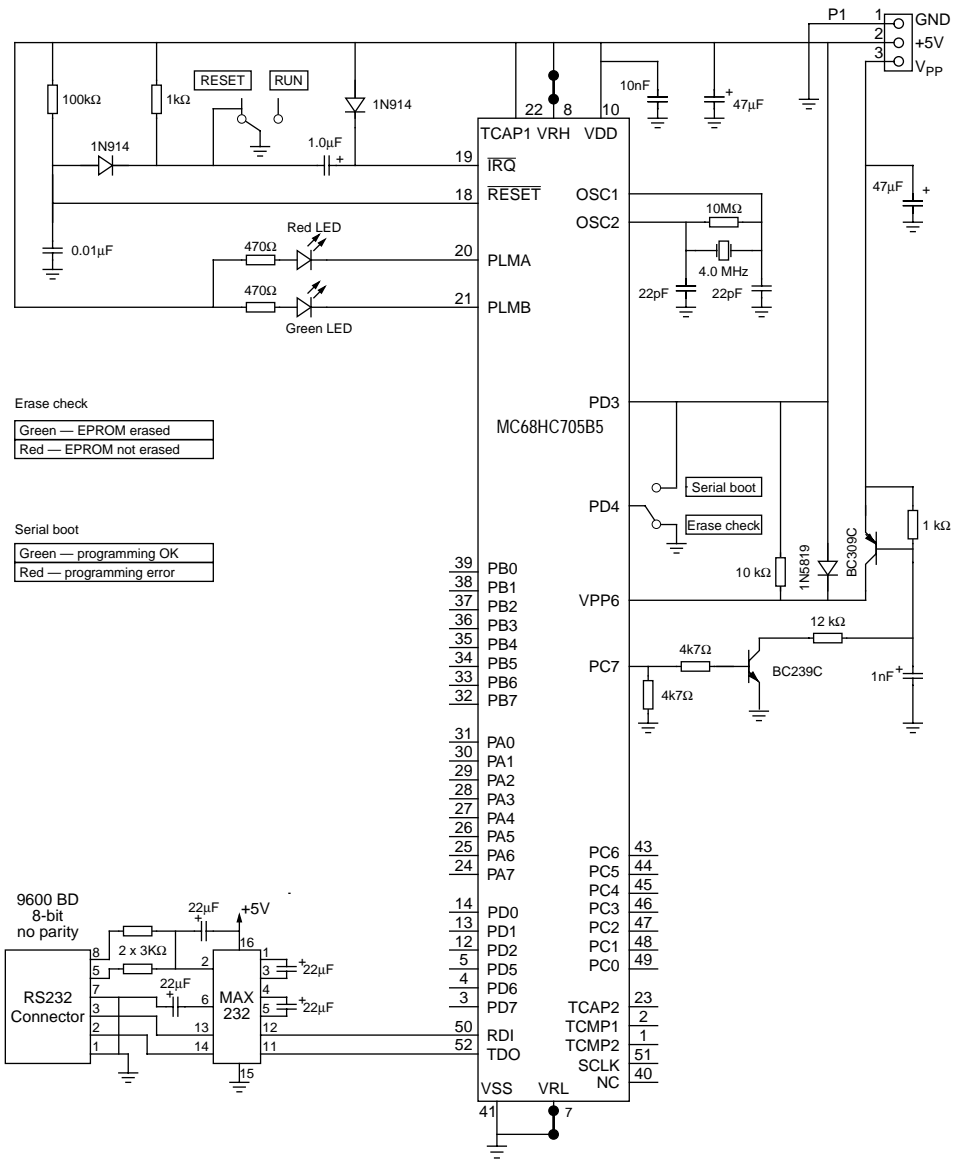 P1
1
GND
2
+5V
3
VPP
RESET
RUN
100kΩ
1kΩ
1N914
10nF
47µF
22
8
10
TCAP1
VRH
VDD
1N914
1.0µF
+
19
IRQ
18
RESET
OSC1
OSC2
10MΩ
4.0 MHz
22pF
22pF
47µF
+
0.01µF
Red LED
470Ω
20
PLMA
470Ω
21
PLMB
Green LED
PD3
MC68HC705B5
Erase check
Green — EPROM erased
Red — EPROM not erased
PD4
Serial boot
Erase check
Serial boot
Green — programming OK
Red — programming error
10 kΩ
1N5819
BC309C
1 kΩ
VPP6
12 kΩ
PC7
4k7Ω
BC239C
4k7Ω
1nF
+
39
PB0
38
PB1
37
PB2
36
PB3
35
PB4
34
PB5
33
PB6
32
PB7
31
PA0
30
PA1
29
PA2
28
PA3
27
PA4
26
PA5
25
PA6
24
PA7
PC6
43
PC5
44
PC4
45
PC3
46
PC2
47
PC1
48
PC0
49
14
PD0
13
PD1
12
PD2
5
PD5
4
PD6
3
PD7
TCAP2
23
TCMP1
2
TCMP2
1
SCLK
51
NC
40
50
RDI
52
TDO
9600 BD
8-bit
no parity
RS232
Connector
8
5
7
3
2
1
2 x 3KΩ
22µF
+
+5V
22µF
+
16
2
6
13
14
MAX
232
1
3
4
5
12
11
15
+
22µF
+
22µF
VSS
VRL
41
7